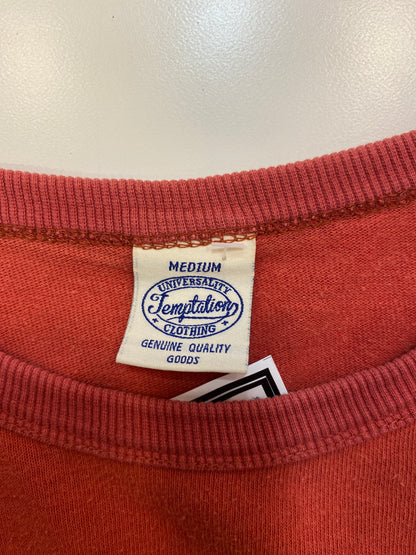 MEDIUM
UNIVERSALITY
Temptation
CLOTHING
GENUINE QUALITY
GOODS